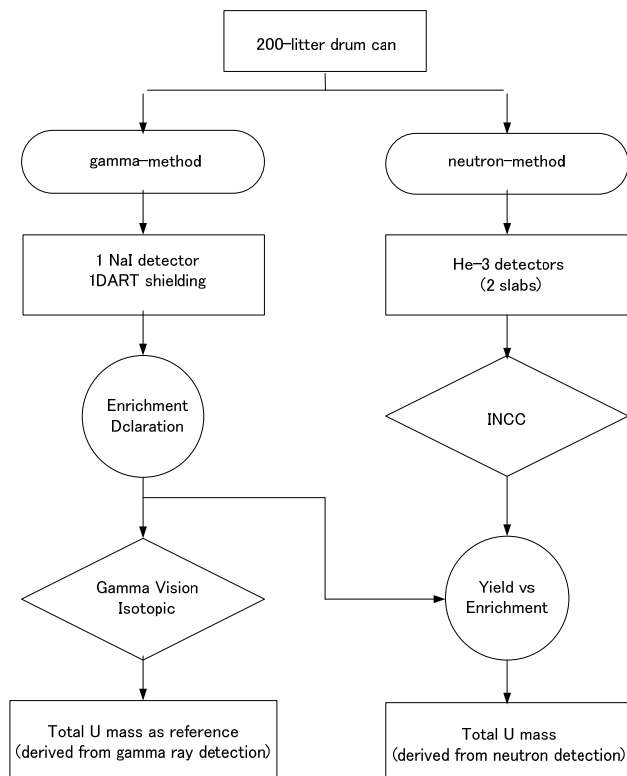 200-litter drum can
gamma-method
neutron-method
1 NaI detector
1DART shielding
He-3 detectors
(2 slabs)
Enrichment
Dclaration
INCC
Gamma Vision
Isotopic
Yield vs
Enrichment
Total U mass as reference
(derived from gamma ray detection)
Total U mass
(derived from neutron detection)